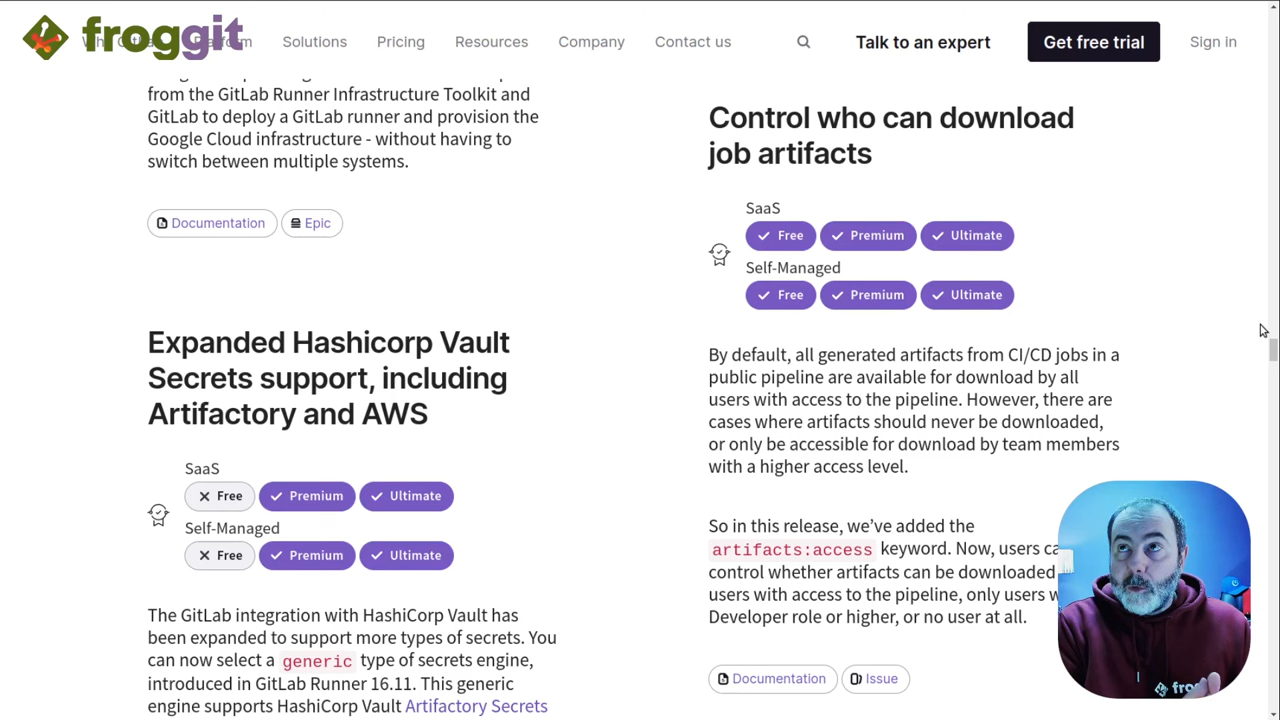 froggit
Solutions
Pricing
Resources
Company
Contact us
Talk to an expert
Get free trial
Sign in
from the GitLab Runner Infrastructure Toolkit and
GitLab to deploy a GitLab runner and provision the
Google Cloud infrastructure - without having to
switch between multiple systems.
Documentation
Epic
Expanded Hashicorp Vault
Secrets support, including
Artifactory and AWS
SaaS
Free
Premium
Ultimate
Self-Managed
Free
Premium
Ultimate
The GitLab integration with HashiCorp Vault has
been expanded to support more types of secrets. You
can now select a generic type of secrets engine,
introduced in GitLab Runner 16.11. This generic
engine supports HashiCorp Vault Artifactory Secrets
Control who can download
job artifacts
SaaS
Free
Premium
Ultimate
Self-Managed
Free
Premium
Ultimate
By default, all generated artifacts from CI/CD jobs in a
public pipeline are available for download by all
users with access to the pipeline. However, there are
cases where artifacts should never be downloaded,
or only be accessible for download by team members
with a higher access level.
So in this release, we've added the
artifacts:access keyword. Now, users
control whether artifacts can be downloaded
users with access to the pipeline, only users
Developer role or higher, or no user at all.
Documentation
Issue